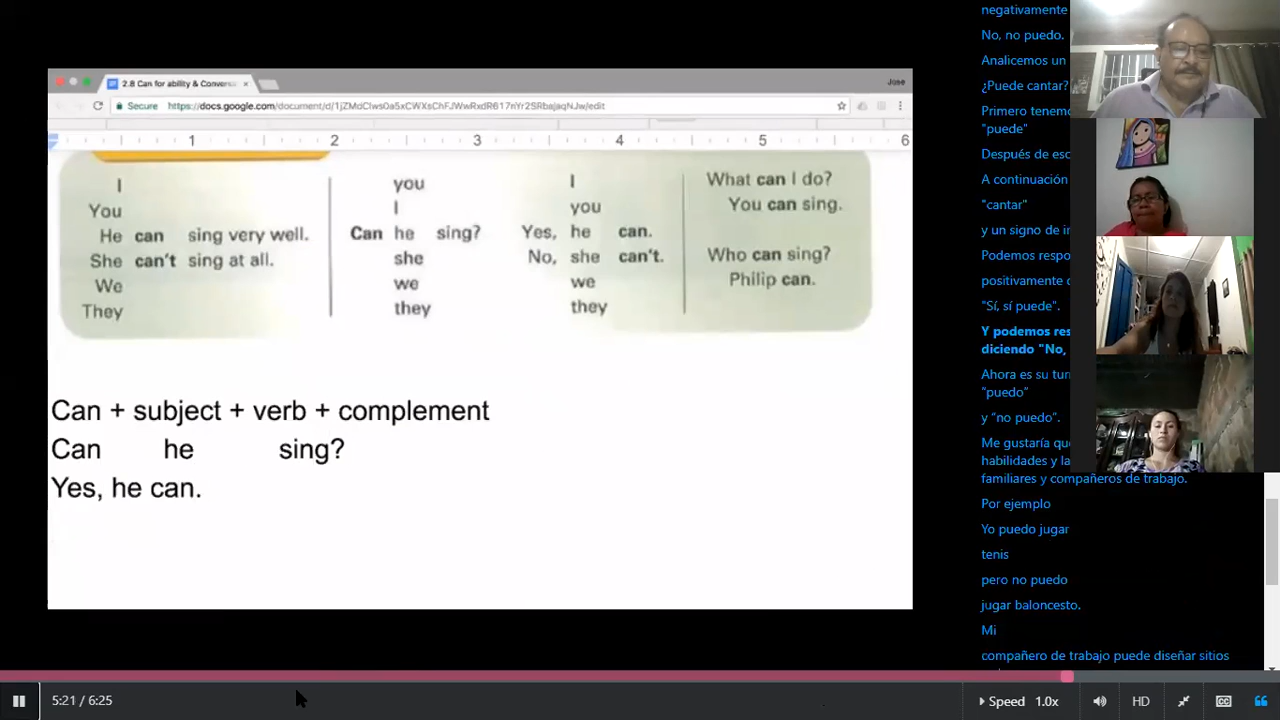 2.8 Can for ability & Conversa
Jose
Secure https://docs.google.com/document/d/1jZMdClws0a5xCWXsChFJWwRxdR617nYr2SRbajaqNJw/edit
1 2 3 4 5 6
I
You
He can sing very well.
She can't sing at all.
We
They
you
I
Can he sing?
she
we
they
I
you
Yes, he can.
No, she can't.
we
they
What can I do?
You can sing.
Who can sing?
Philip can.
Can + subject + verb + complement
Can he sing?
Yes, he can.
negativamente
No, no puedo.
Analicemos un
¿Puede cantar?
Primero tenemo
"puede"
Después de esc
A continuación
"cantar"
y un signo de in
Podemos respo
positivamente
"Sí, sí puede".
Y podemos res
diciendo "No,
Ahora es su turn
"puedo"
y "no puedo".
Me gustaría que
habilidades y la
familiares y compañeros de trabajo.
Por ejemplo
Yo puedo jugar
tenis
pero no puedo
jugar baloncesto.
Mi
compañero de trabajo puede diseñar sitios
5:21 / 6:25
Speed 1.0x
HD
CC